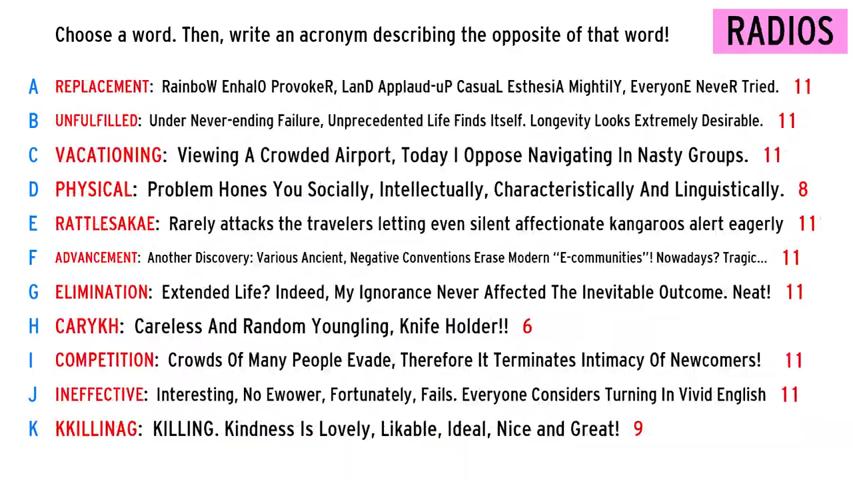 Choose a word. Then, write an acronym describing the opposite of that word!
RADIOS
A REPLACEMENT: RainboW EnhalO ProvokeR, LanD Applaud-uP CasuaL EsthesiA MightilY, EveryonE NeveR Tried. 11
B UNFULFILLED: Under Never-ending Failure, Unprecedented Life Finds Itself. Longevity Looks Extremely Desirable. 11
C VACATIONING: Viewing A Crowded Airport, Today I Oppose Navigating In Nasty Groups. 11
D PHYSICAL: Problem Hones You Socially, Intellectually, Characteristically And Linguistically. 8
E RATTLESAKAE: Rarely attacks the travelers letting even silent affectionate kangaroos alert eagerly 11
F ADVANCEMENT: Another Discovery: Various Ancient, Negative Conventions Erase Modern "E-communities"! Nowadays? Tragic... 11
G ELIMINATION: Extended Life? Indeed, My Ignorance Never Affected The Inevitable Outcome. Neat! 11
H CARYKH: Careless And Random Youngling, Knife Holder!! 6
I COMPETITION: Crowds Of Many People Evade, Therefore It Terminates Intimacy Of Newcomers! 11
J INEFFECTIVE: Interesting, No Ewower, Fortunately, Fails. Everyone Considers Turning In Vivid English 11
K KKILLINAG: KILLING. Kindness Is Lovely, Likable, Ideal, Nice and Great! 9